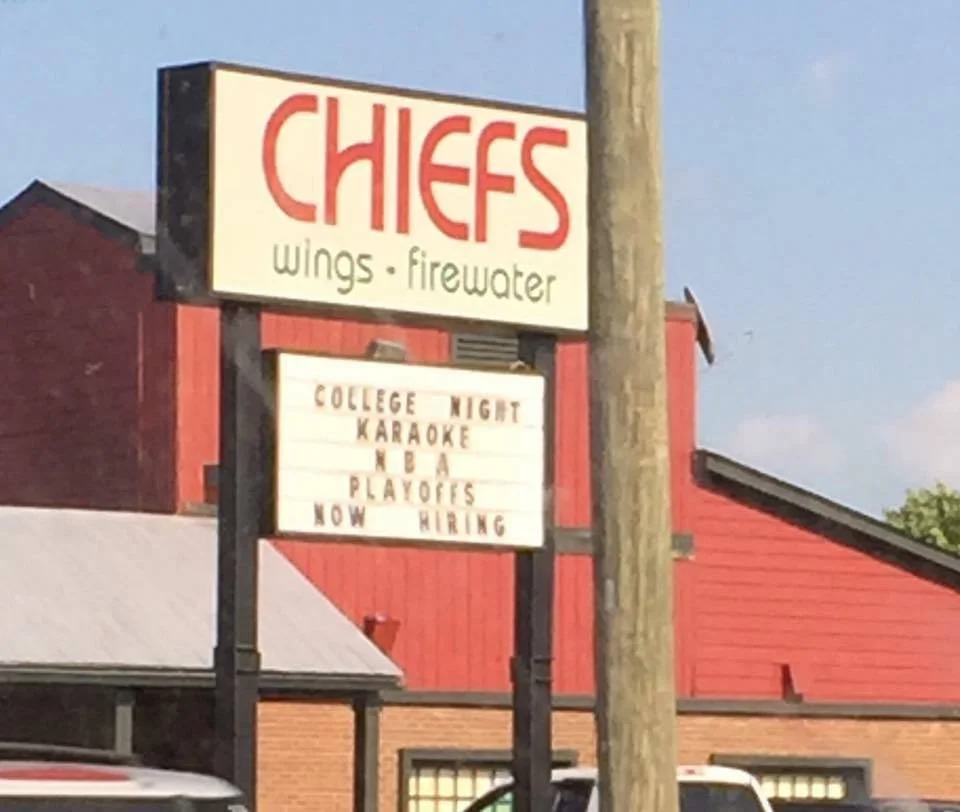 CHIEFS
wings • firewater
COLLEGE NIGHT
KARAOKE
NBA
PLAYOFFS
NOW HIRING